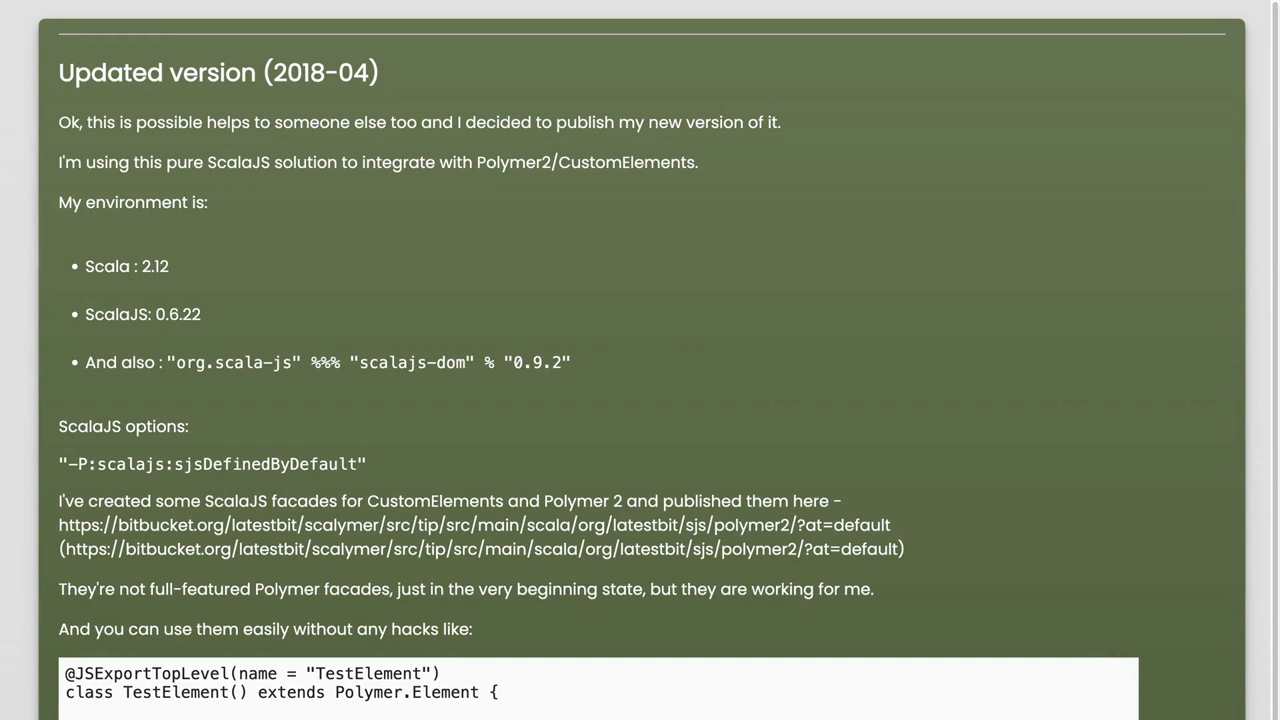 Updated version (2018-04)
Ok, this is possible helps to someone else too and I decided to publish my new version of it.
I'm using this pure ScalaJS solution to integrate with Polymer2/CustomElements.
My environment is:
• Scala : 2.12
• ScalaJS: 0.6.22
• And also : "org.scala-js" %%% "scalajs-dom" % "0.9.2"
ScalaJS options:
"-P:scalajs:sjsDefinedByDefault"
I've created some ScalaJS facades for CustomElements and Polymer 2 and published them here -
https://bitbucket.org/latestbit/scalymer/src/tip/src/main/scala/org/latestbit/sjs/polymer2/?at=default
(https://bitbucket.org/latestbit/scalymer/src/tip/src/main/scala/org/latestbit/sjs/polymer2/?at=default)
They're not full-featured Polymer facades, just in the very beginning state, but they are working for me.
And you can use them easily without any hacks like:
@JSExportTopLevel(name = "TestElement")
class TestElement() extends Polymer.Element {